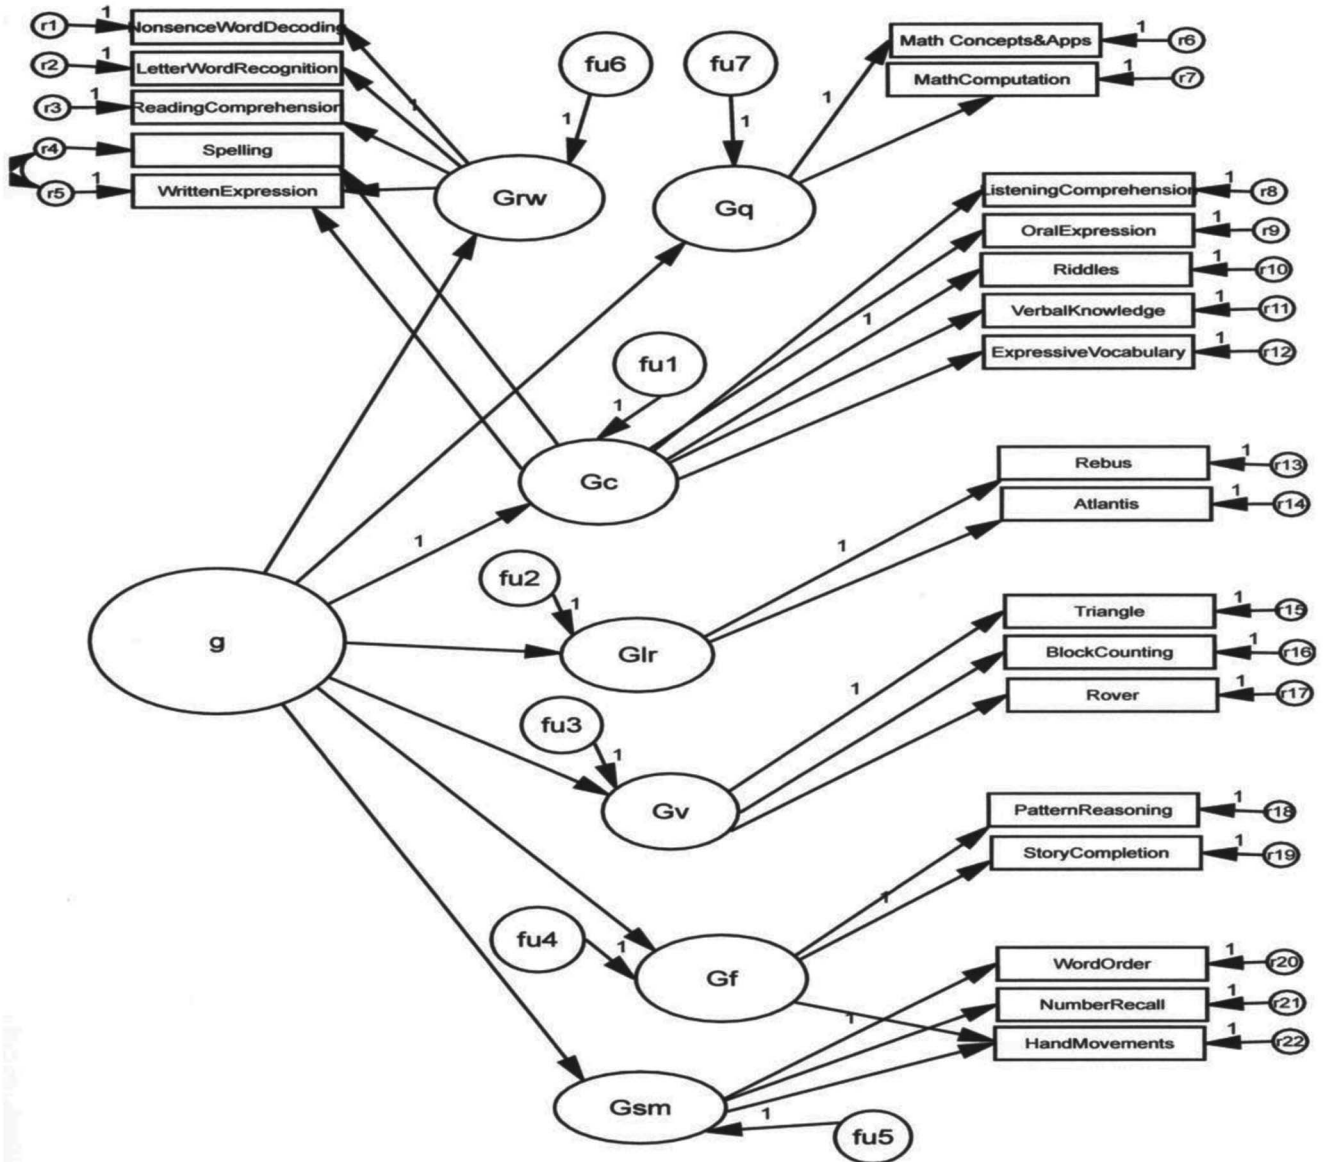 r1
1
NonsenceWordDecoding
r2
1
LetterWordRecognition
r3
1
ReadingComprehension
r4
Spelling
r5
1
WrittenExpression
1
fu6
1
Grw
fu7
1
Gq
1
Math Concepts&Apps
1
r6
MathComputation
1
r7
ListeningComprehension
1
r8
OralExpression
1
r9
Riddles
1
r10
VerbalKnowledge
1
r11
ExpressiveVocabulary
1
r12
1
fu1
1
Gc
1
g
Rebus
1
r13
Atlantis
1
r14
1
fu2
1
Glr
Triangle
1
r15
BlockCounting
1
r16
Rover
1
r17
1
fu3
1
Gv
PatternReasoning
1
r18
StoryCompletion
1
r19
1
fu4
1
Gf
WordOrder
1
r20
NumberRecall
1
r21
HandMovements
1
r22
1
Gsm
1
fu5